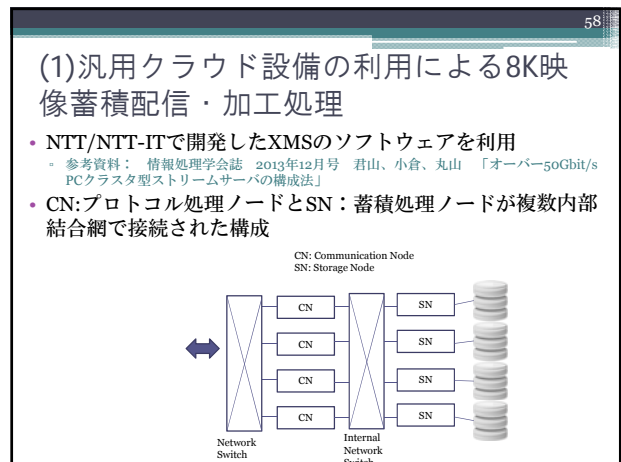 58
(1)汎用クラウド設備の利用による8K映
像蓄積配信・加工処理
• NTT/NTT-ITで開発したXMSのソフトウェアを利用
▫ 参考資料： 情報処理学会誌 2013年12月号 君山、小倉、丸山 「オーバー50Gbit/s
PCクラスタ型ストリームサーバの構成法」
• CN:プロトコル処理ノードとSN：蓄積処理ノードが複数内部
結合網で接続された構成
CN: Communication Node
SN: Storage Node
CN
SN
CN
SN
CN
SN
CN
SN
Network
Switch
Internal
Network
Switch